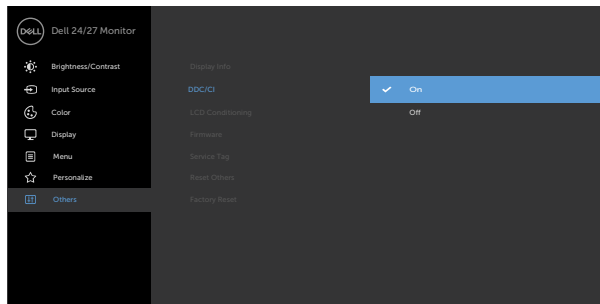 DELL
Dell 24/27 Monitor
Brightness/Contrast
Input Source
Color
Display
Menu
Personalize
Others
Display Info
DDC/CI
LCD Conditioning
Firmware
Service Tag
Reset Others
Factory Reset
On
Off